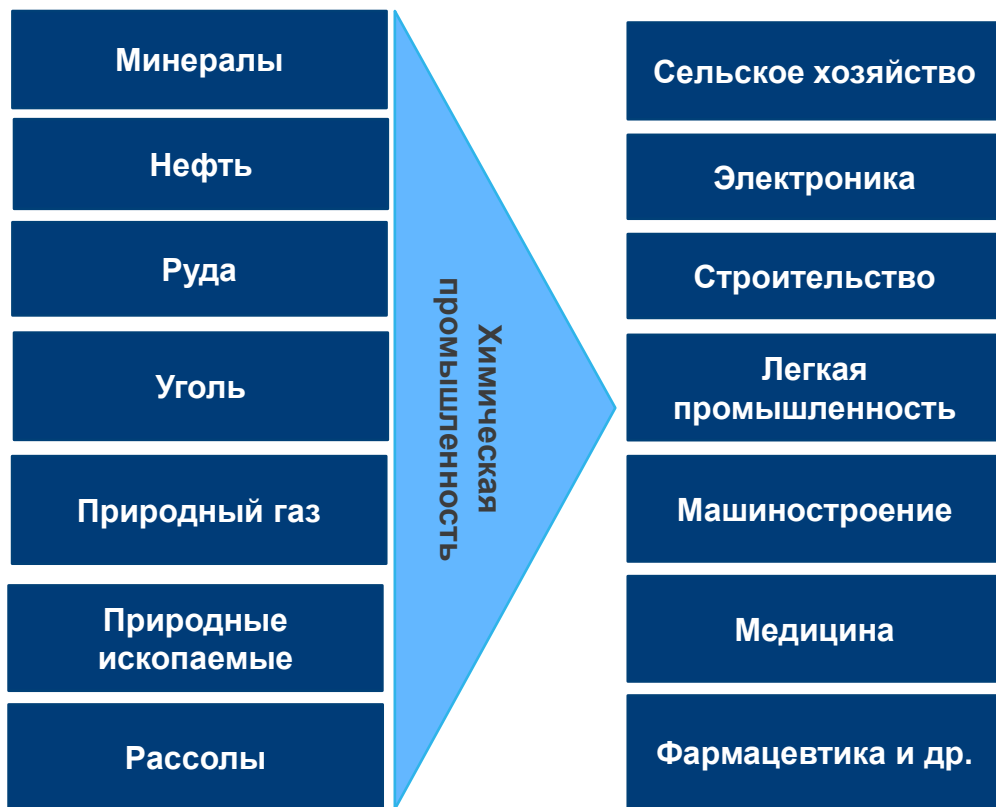 Минералы
Нефть
Руда
Уголь
Природный газ
Природные
ископаемые
Рассолы
Химическая
промышленность
Сельское хозяйство
Электроника
Строительство
Легкая
промышленность
Машиностроение
Медицина
Фармацевтика и др.